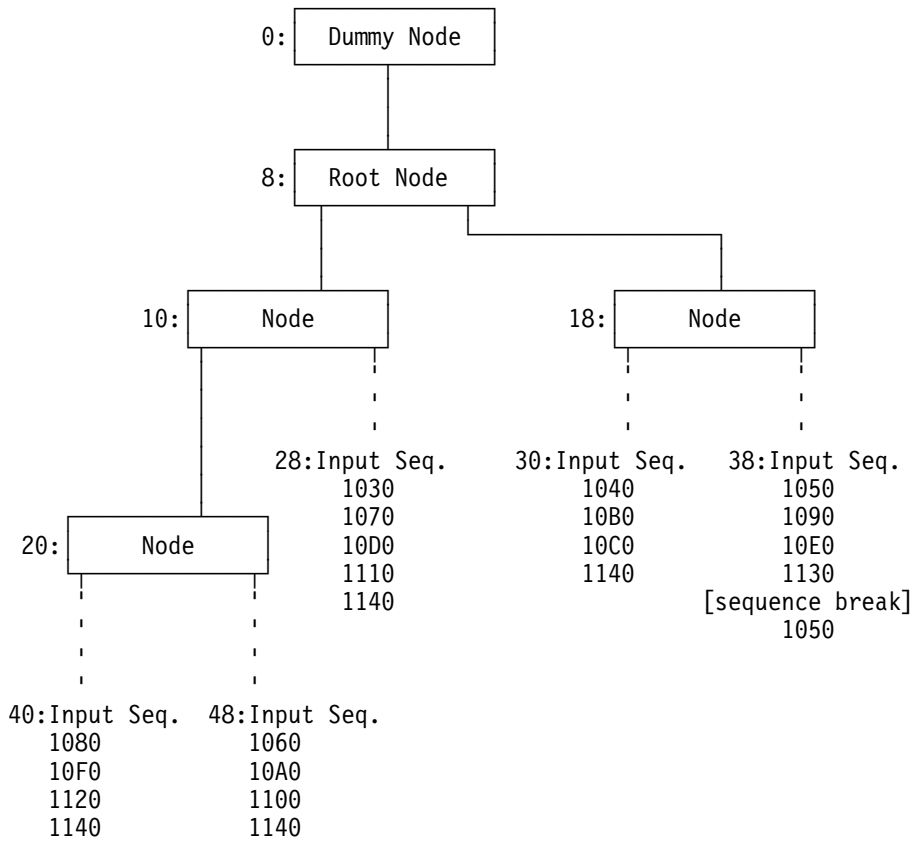 0: Dummy Node
8: Root Node
10: Node 18: Node
28:Input Seq. 30:Input Seq. 38:Input Seq.
1030 1040 1050
1070 10B0 1090
20: Node 10D0 10C0 10E0
1110 1140 1130
1140 [sequence break]
1050
40:Input Seq. 48:Input Seq.
1080 1060
10F0 10A0
1120 1100
1140 1140